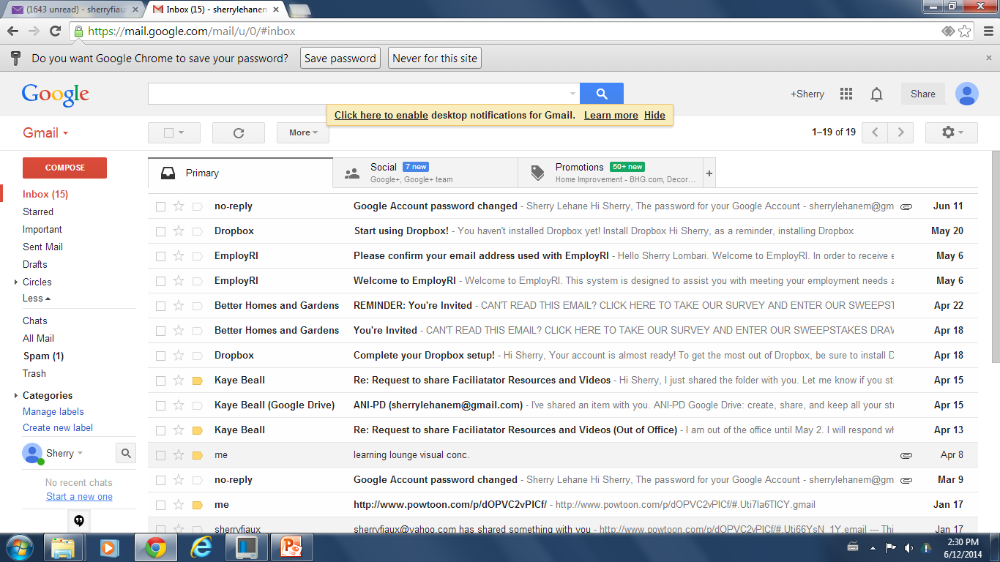 (1643 unread) - sherryfiaux
Inbox (15) - sherrylehanem
https://mail.google.com/mail/u/0/#inbox
Do you want Google Chrome to save your password? Save password Never for this site
Google
+Sherry Share
Click here to enable desktop notifications for Gmail. Learn more Hide
Gmail
More
1–19 of 19
COMPOSE
Inbox (15)
Starred
Important
Sent Mail
Drafts
Circles
Less
Chats
All Mail
Spam (1)
Trash
Categories
Manage labels
Create new label
Sherry
No recent chats
Start a new one
Primary
Social 7 new
Google+, Google+ team
Promotions 50+ new
Home Improvement - BHG.com, Decor…
+
no-reply Google Account password changed - Sherry Lehane Hi Sherry, The password for your Google Account - sherrylehanem@gm Jun 11
Dropbox Start using Dropbox! - You haven't installed Dropbox yet! Install Dropbox Hi Sherry, as a reminder, installing Dropbox May 20
EmployRI Please confirm your email address used with EmployRI - Hello Sherry Lombari. Welcome to EmployRI. In order to receive e May 6
EmployRI Welcome to EmployRI - Welcome to EmployRI. This system is designed to assist you with meeting your employment needs a May 6
Better Homes and Gardens REMINDER: You're Invited - CAN'T READ THIS EMAIL? CLICK HERE TO TAKE OUR SURVEY AND ENTER OUR SWEEPST Apr 22
Better Homes and Gardens You're Invited - CAN'T READ THIS EMAIL? CLICK HERE TO TAKE OUR SURVEY AND ENTER OUR SWEEPSTAKES DRAW Apr 18
Dropbox Complete your Dropbox setup! - Hi Sherry, Your account is almost ready! To get the most out of Dropbox, be sure to install D Apr 18
Kaye Beall Re: Request to share Faciliatator Resources and Videos - Hi Sherry, I just shared the folder with you. Let me know if you st Apr 15
Kaye Beall (Google Drive) ANI-PD (sherrylehanem@gmail.com) - I've shared an item with you. ANI-PD Google Drive: create, share, and keep all your stu Apr 15
Kaye Beall Re: Request to share Faciliatator Resources and Videos (Out of Office) - I am out of the office until May 2. I will respond wh Apr 13
me learning lounge visual conc. Apr 8
no-reply Google Account password changed - Sherry Lehane Hi Sherry, The password for your Google Account - sherrylehanem@gm Mar 9
me http://www.powtoon.com/p/dOPVC2vPICf/ - http://www.powtoon.com/p/dOPVC2vPICf/#.Uti7la6TICY.gmail Jan 17
sherryfiaux sherryfiaux@yahoo.com has shared something with you - http://www.powtoon.com/p/dOPVC2vPICf/#.Uti66YsN_1Y.email --- Thi Jan 17
2:30 PM
6/12/2014